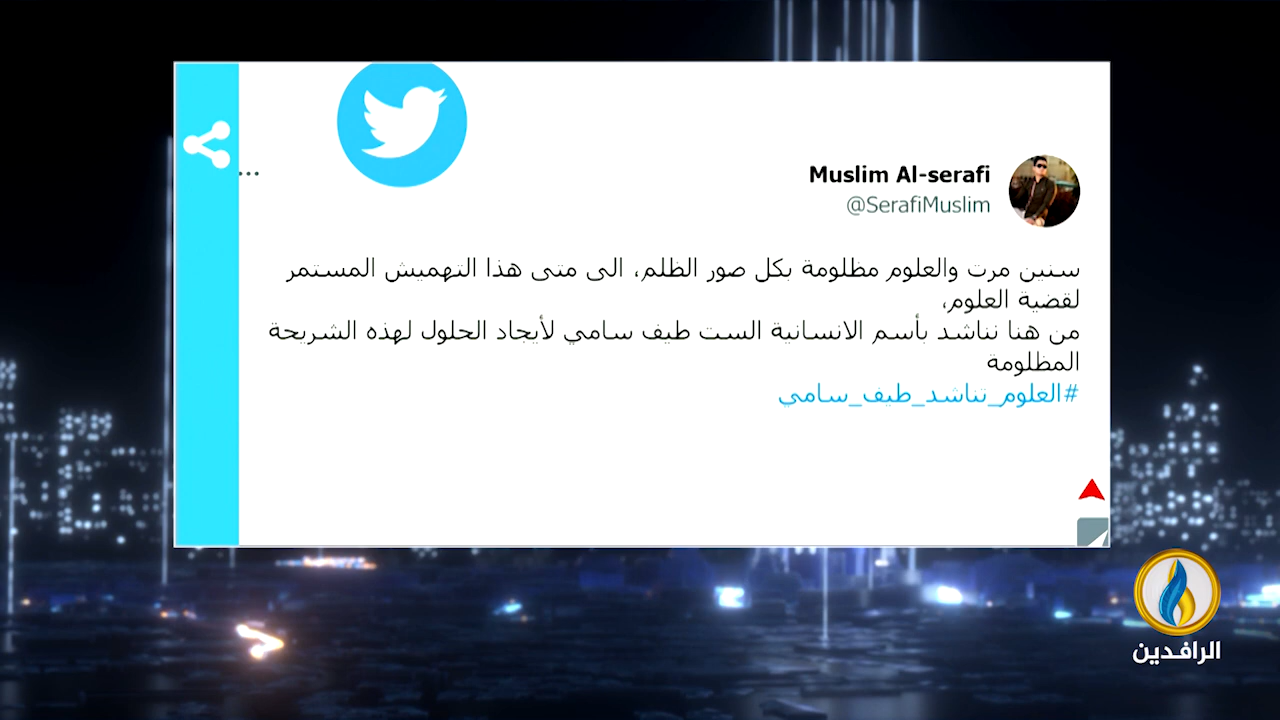 Muslim Al-serafi
@SerafiMuslim
...
سنين مرت والعلوم مظلومة بكل صور الظلم، الى متى هذا التهميش المستمر
لقضية العلوم،
من هنا نناشد بأسم الانسانية الست طيف سامي لأيجاد الحلول لهذه الشريحة
المظلومة
#العلوم_تناشد_طيف_سامي
الرافدين